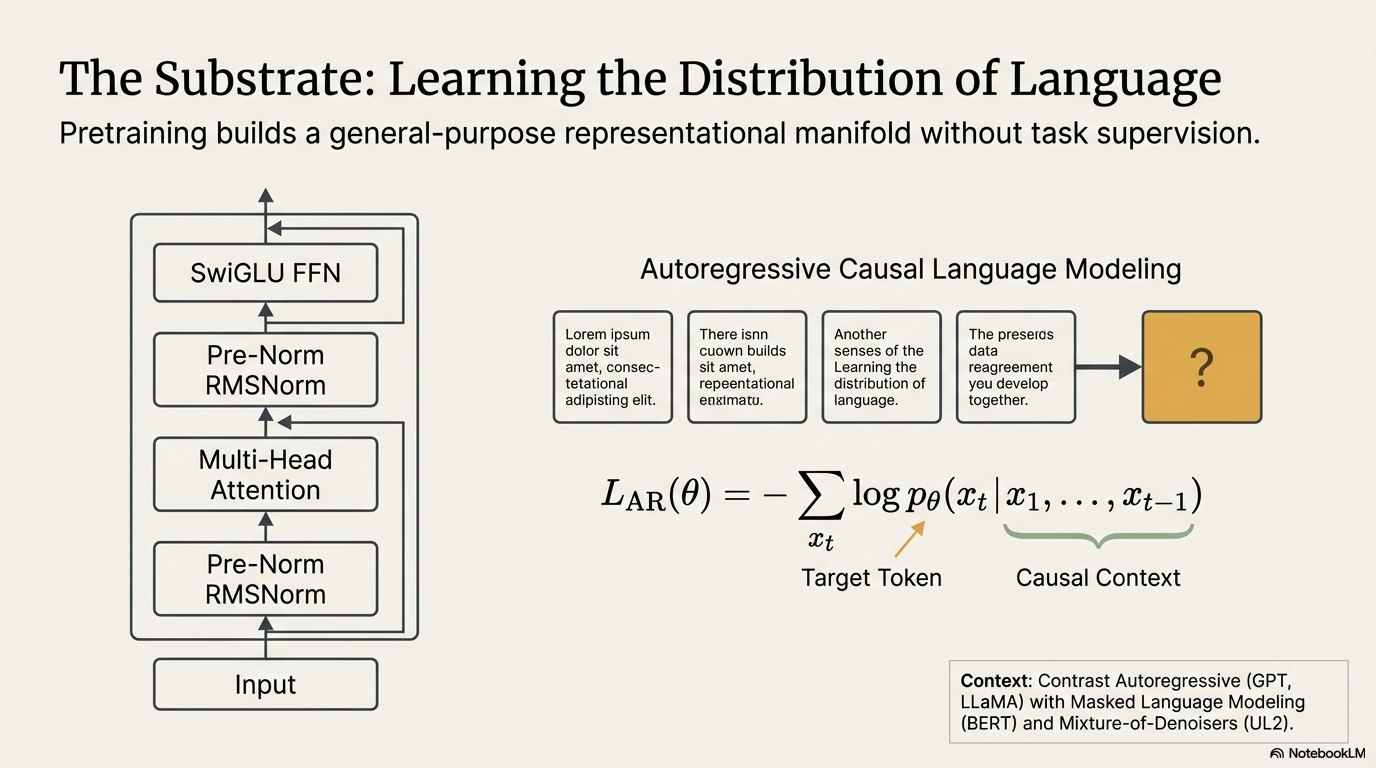 The Substrate: Learning the Distribution of Language
Pretraining builds a general-purpose representational manifold without task supervision.
SwiGLU FFN
Pre-Norm
RMSNorm
Multi-Head
Attention
Pre-Norm
RMSNorm
Input
Autoregressive Causal Language Modeling
Lorem ipsum
dolor sit
amet, consec-
tetational
adipisting elit.
There isnn
cuown builds
sit amet,
repeentational
Another
senses of the
Learning the
distribution of
language.
The preseras
data
reagreement
you develop
together.
?
L_AR(θ) = − ∑_{x_t} log p_θ(x_t | x_1, . . . , x_{t−1})
Target Token
Causal Context
Context: Contrast Autoregressive (GPT,
LLaMA) with Masked Language Modeling
(BERT) and Mixture-of-Denoisers (UL2).
NotebookLM